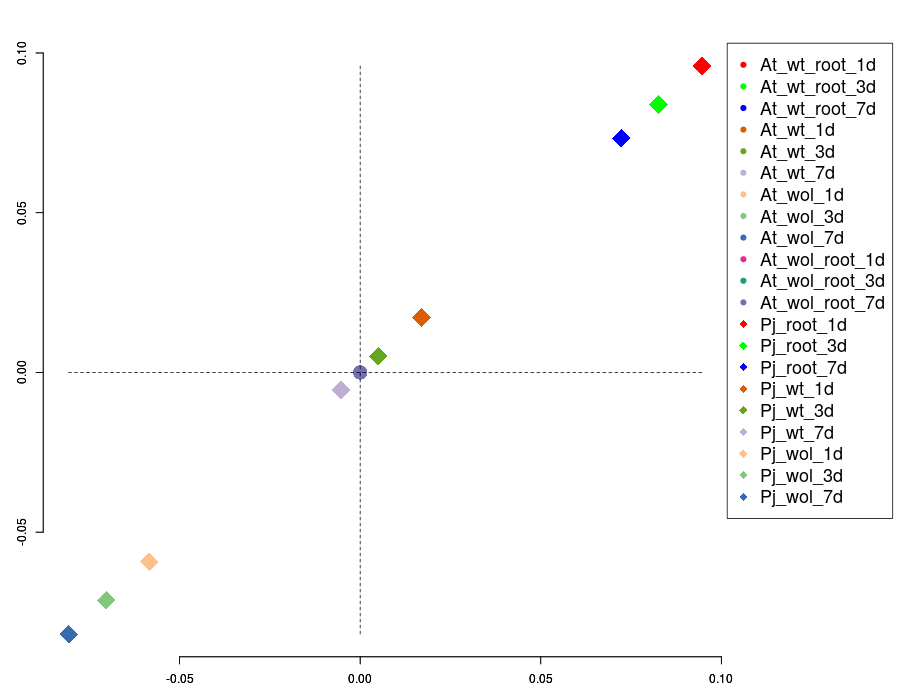 0.10
0.05
0.00
-0.05
-0.05
0.00
0.05
0.10
At_wt_root_1d
At_wt_root_3d
At_wt_root_7d
At_wt_1d
At_wt_3d
At_wt_7d
At_wol_1d
At_wol_3d
At_wol_7d
At_wol_root_1d
At_wol_root_3d
At_wol_root_7d
Pj_root_1d
Pj_root_3d
Pj_root_7d
Pj_wt_1d
Pj_wt_3d
Pj_wt_7d
Pj_wol_1d
Pj_wol_3d
Pj_wol_7d